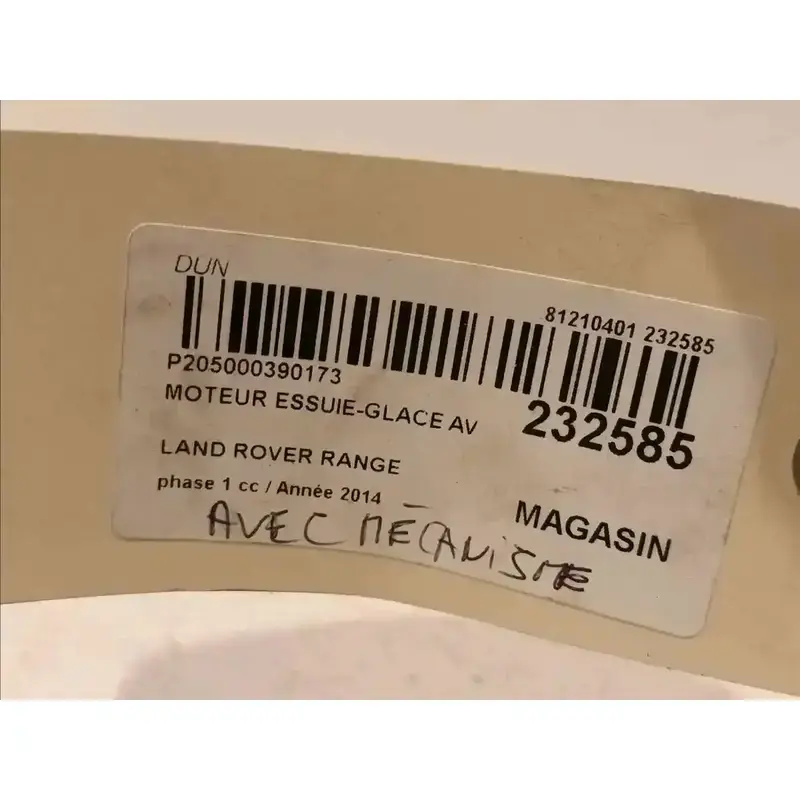 DUN
81210401 232585
P205000390173
MOTEUR ESSUIE-GLACE AV
232585
LAND ROVER RANGE
phase 1 cc / Année 2014
MAGASIN
AVEC MÉCANISME